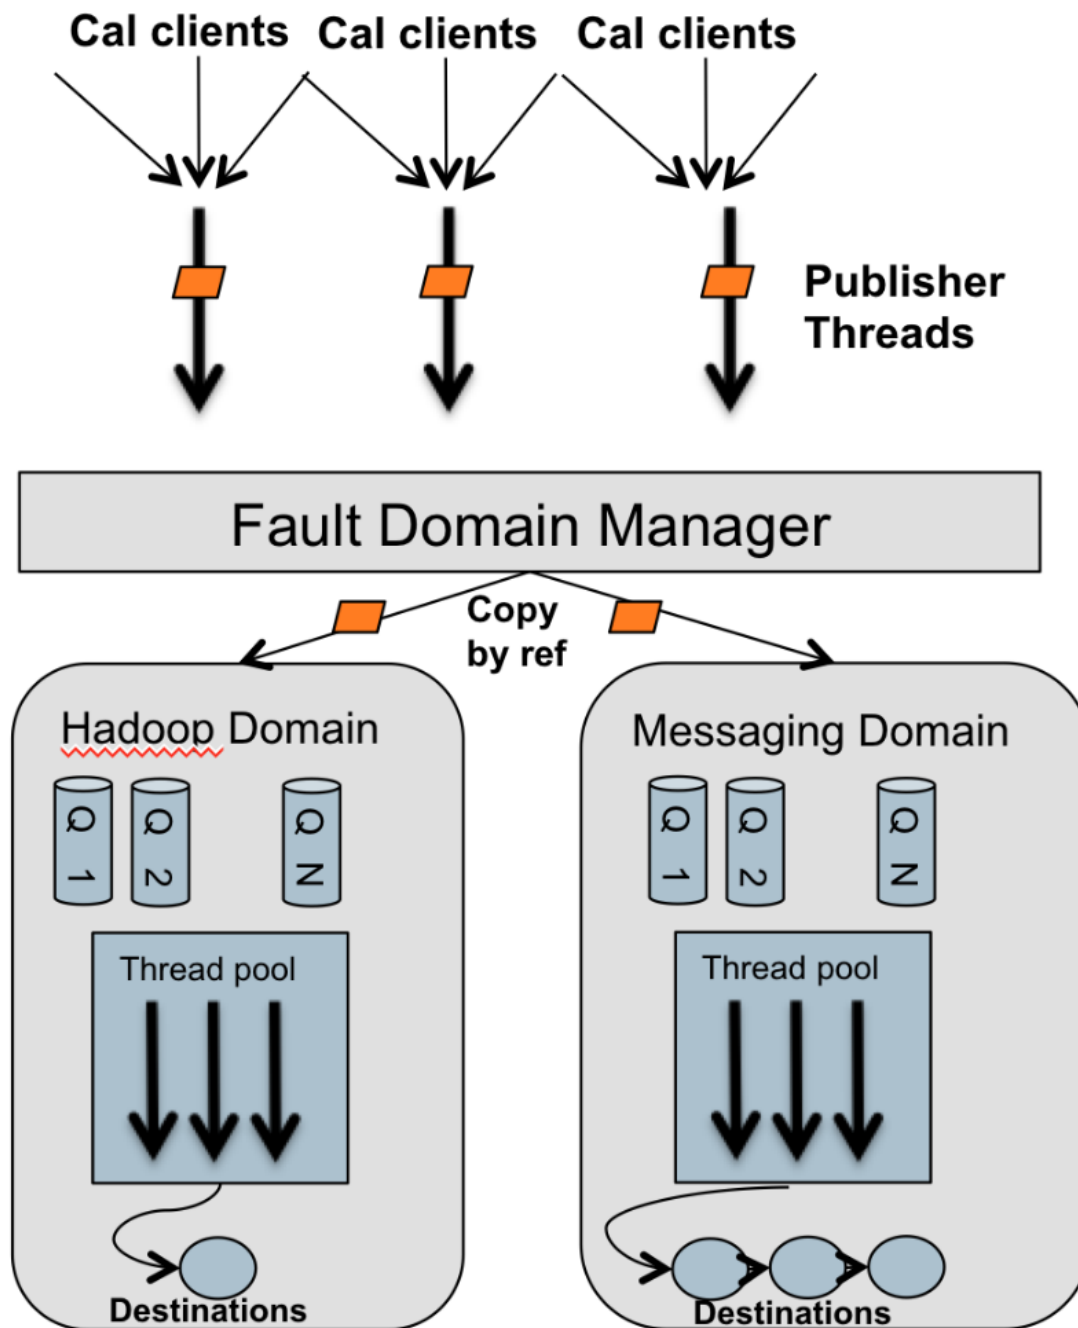 Cal clients Cal clients Cal clients
Publisher
Threads
Fault Domain Manager
Copy
by ref
Hadoop Domain
Q 1
Q 2
Q N
Thread pool
Destinations
Messaging Domain
Q 1
Q 2
Q N
Thread pool
Destinations